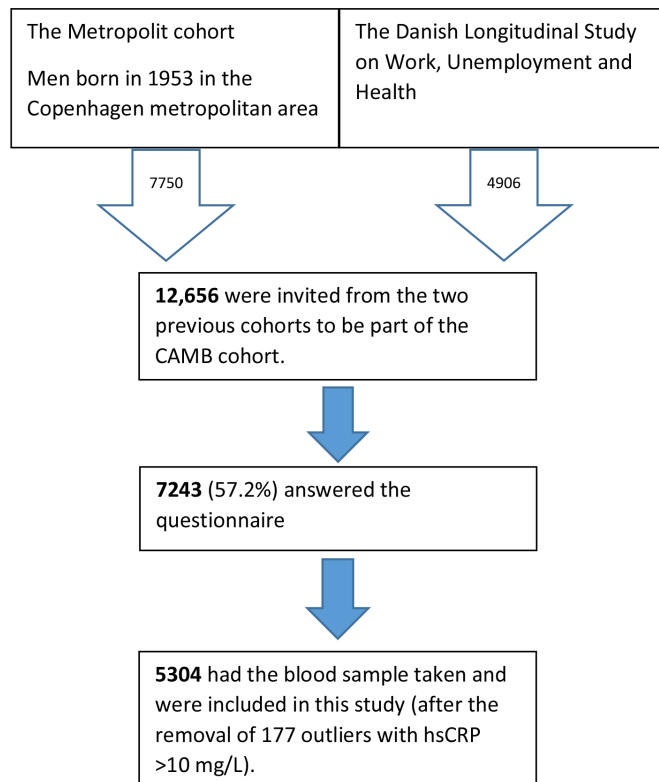 The Metropolit cohort
Men born in 1953 in the
Copenhagen metropolitan area
The Danish Longitudinal Study
on Work, Unemployment and
Health
7750
4906
12,656 were invited from the two
previous cohorts to be part of the
CAMB cohort.
7243 (57.2%) answered the
questionnaire
5304 had the blood sample taken and
were included in this study (after the
removal of 177 outliers with hsCRP
>10 mg/L).